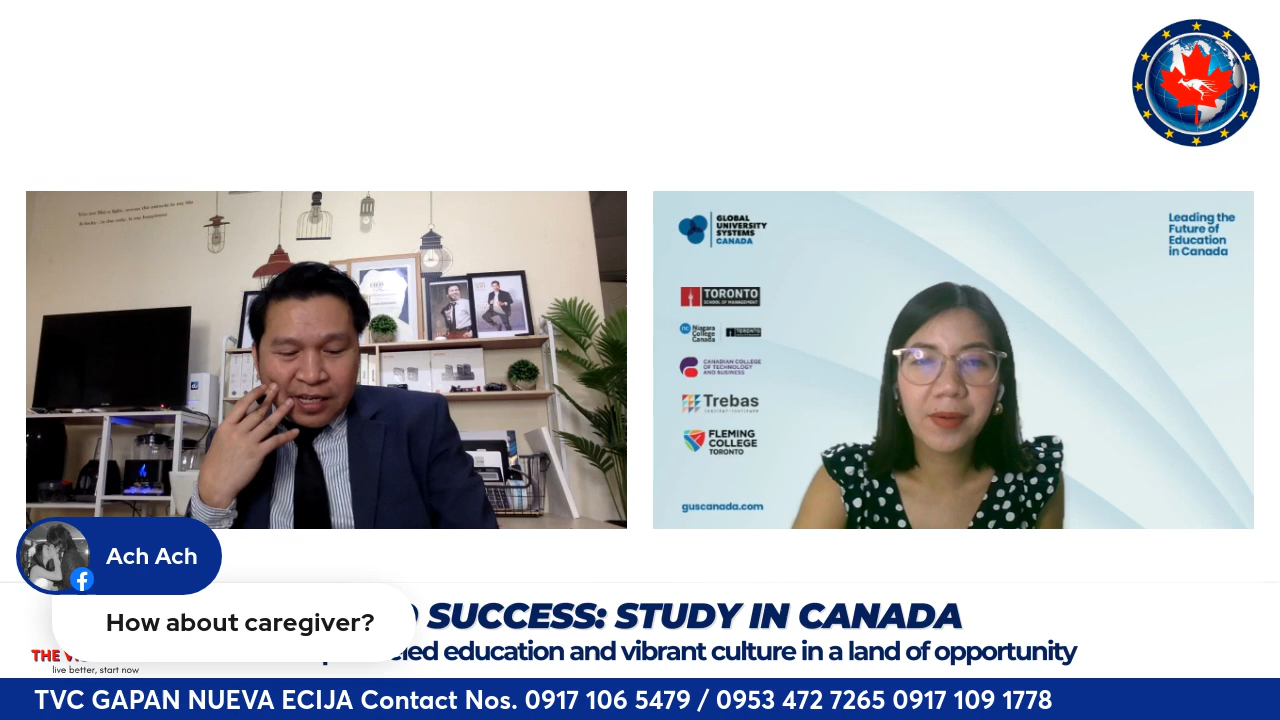 GLOBAL
UNIVERSITY
SYSTEMS
CANADA
Leading the
Future of
Education
in Canada
TORONTO
SCHOOL OF MANAGEMENT
Niagara
College
Canada
CANADIAN COLLEGE
OF TECHNOLOGY
AND BUSINESS
Trebas
FLEMING
COLLEGE
TORONTO
guscanada.com
Ach Ach
How about caregiver?
SUCCESS: STUDY IN CANADA
education and vibrant culture in a land of opportunity
THE
live better, start now
TVC GAPAN NUEVA ECIJA Contact Nos. 0917 106 5479 / 0953 472 7265 0917 109 1778